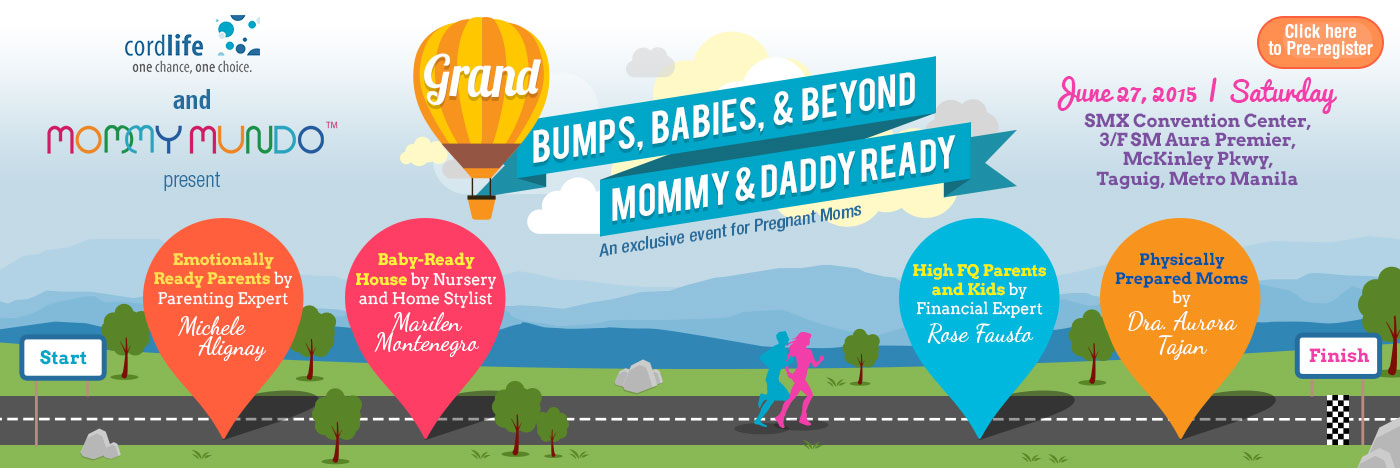 cordlife
one chance, one choice.
and
MOMMY MUNDO™
present
Grand
BUMPS, BABIES, & BEYOND
MOMMY & DADDY READY
An exclusive event for Pregnant Moms
Click here
to Pre-register
June 27, 2015 | Saturday
SMX Convention Center,
3/F SM Aura Premier,
McKinley Pkwy,
Taguig, Metro Manila
Start
Emotionally
Ready Parents by
Parenting Expert
Michele
Alignay
Baby-Ready
House by Nursery
and Home Stylist
Marilen
Montenegro
High FQ Parents
and Kids by
Financial Expert
Rose Fausto
Physically
Prepared Moms
by
Dra. Aurora
Tajan
Finish